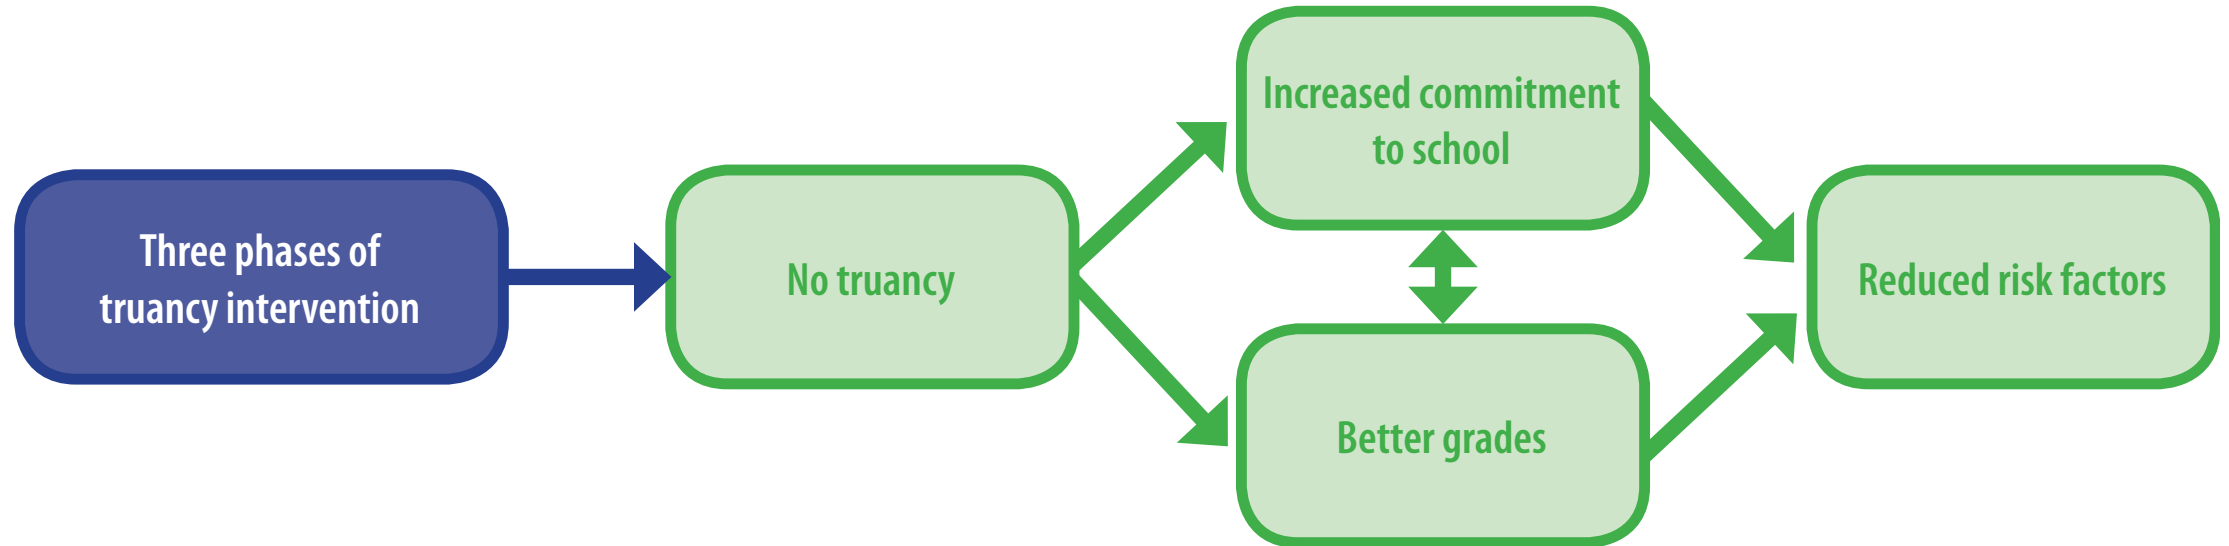 Three phases of
truancy intervention
No truancy
Increased commitment
to school
Better grades
Reduced risk factors